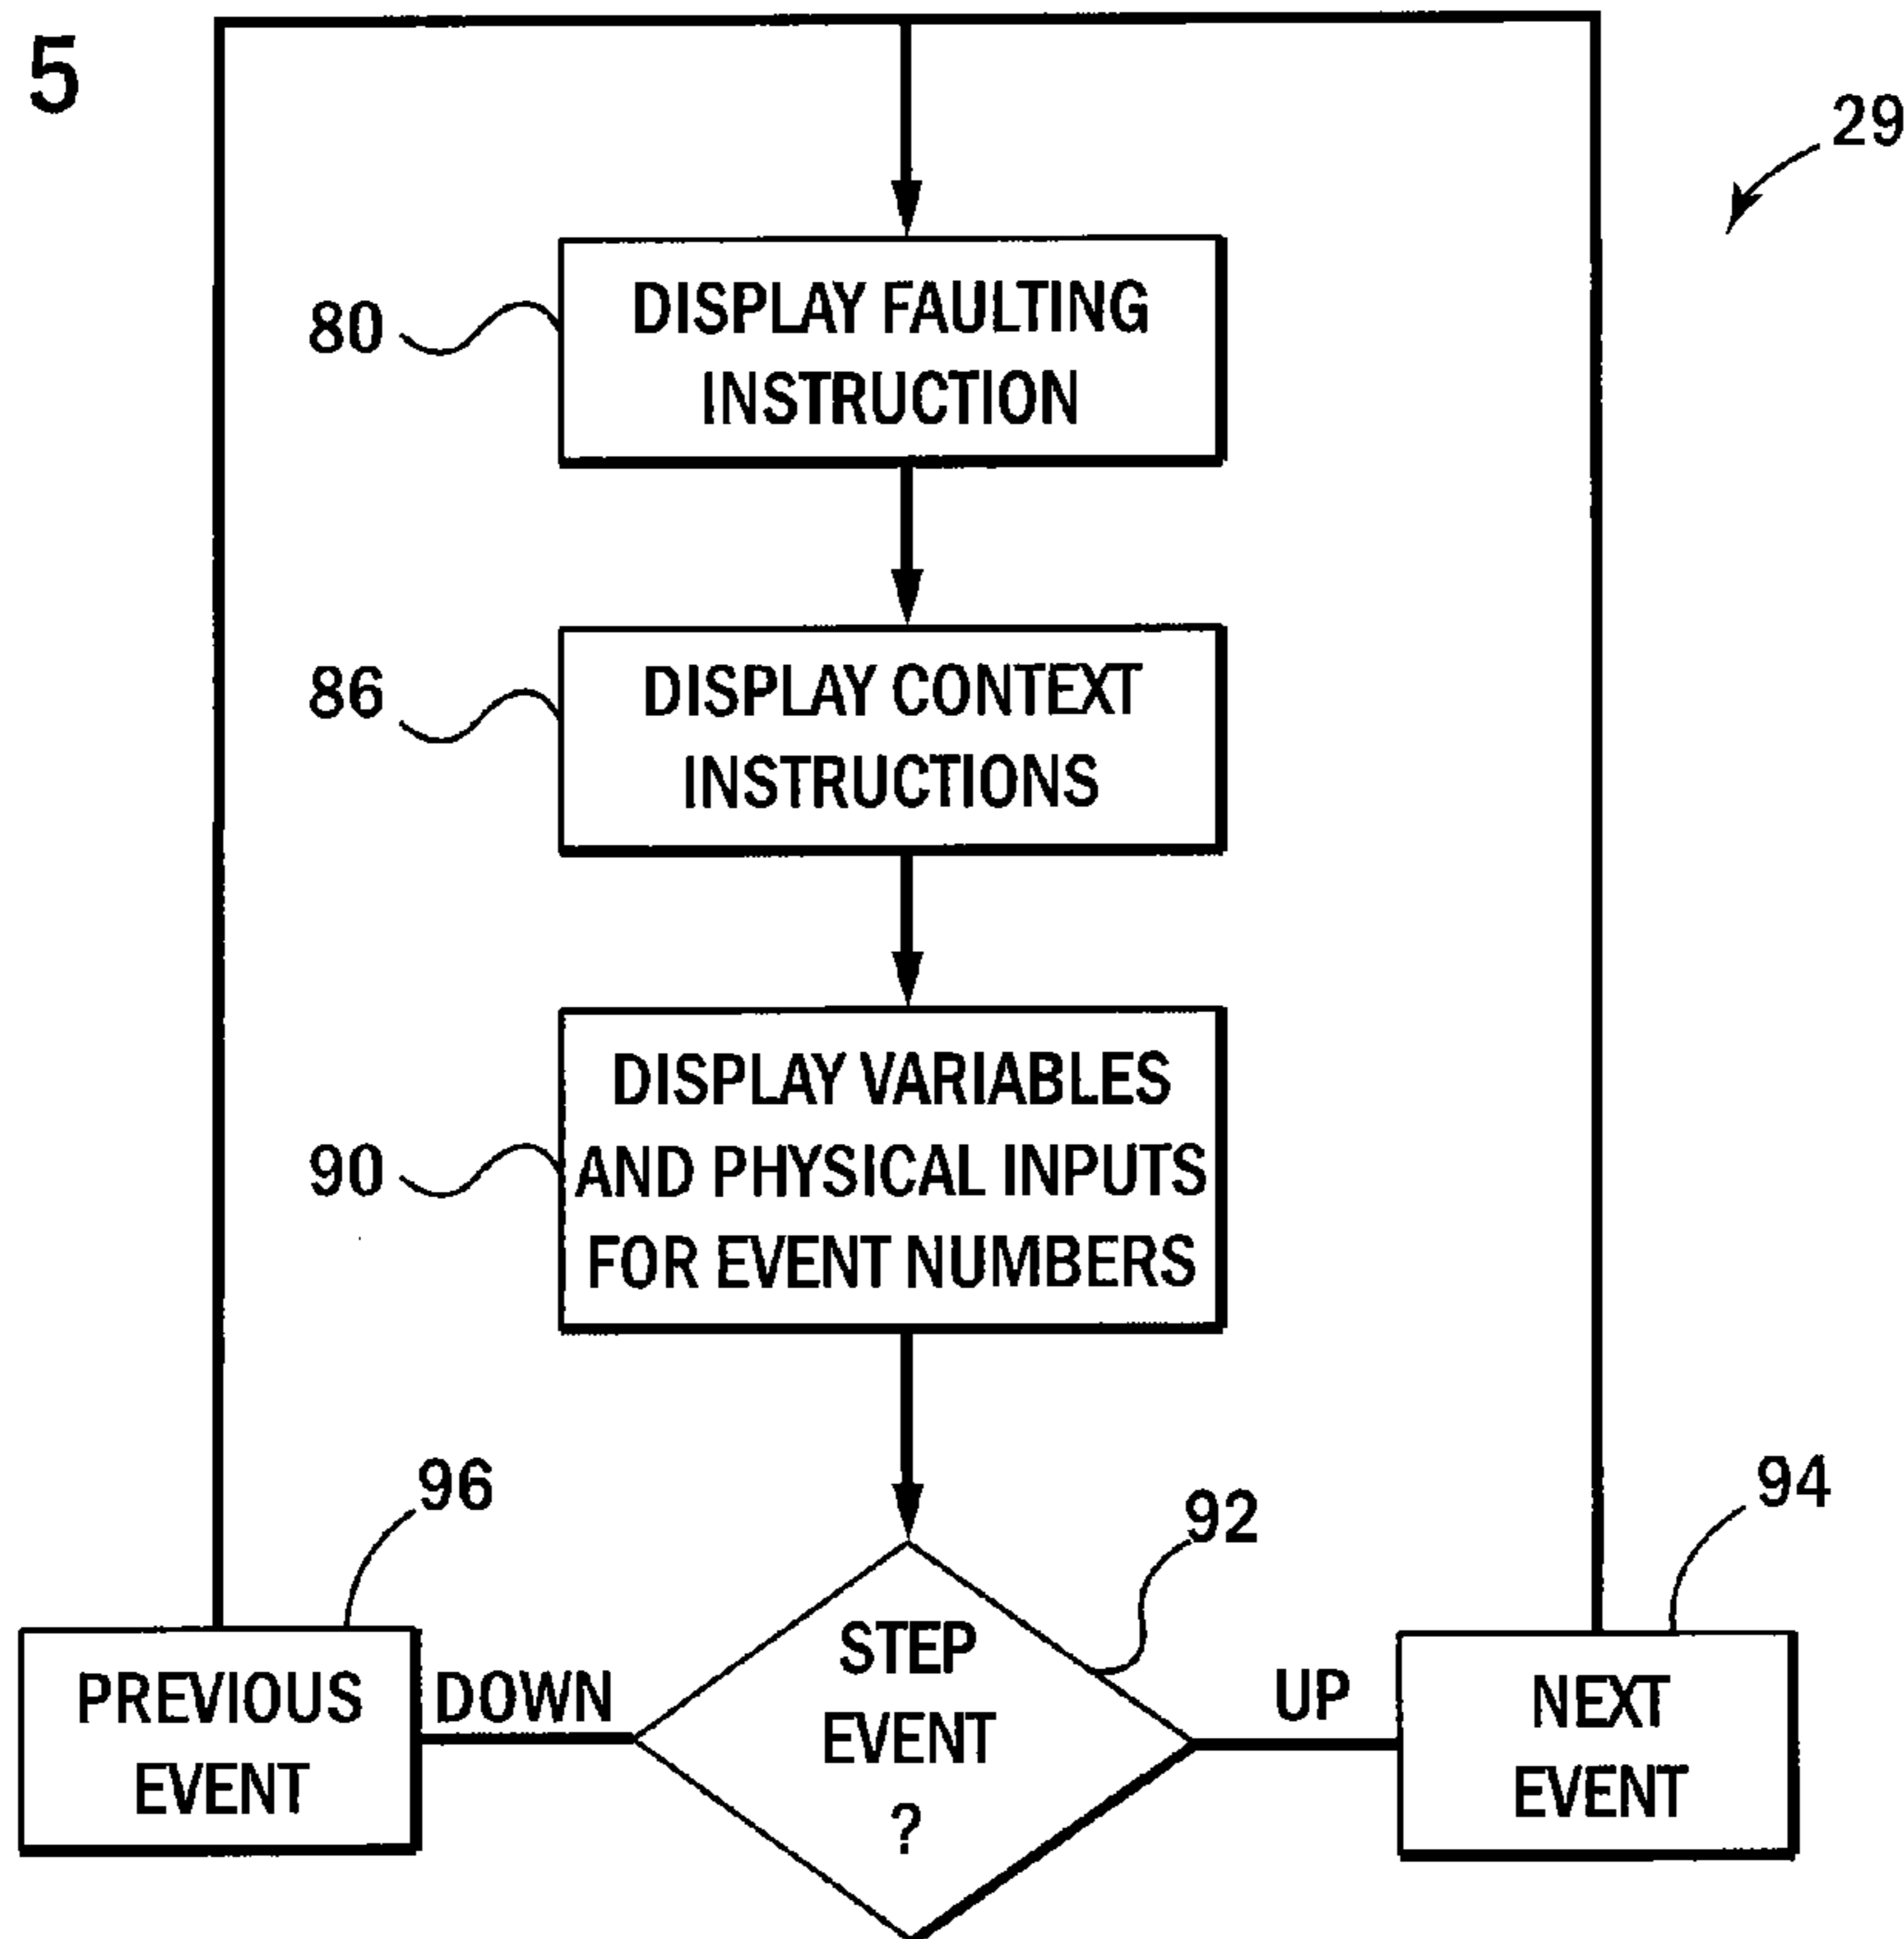 5
29
80
DISPLAY FAULTING
INSTRUCTION
86
DISPLAY CONTEXT
INSTRUCTIONS
90
DISPLAY VARIABLES
AND PHYSICAL INPUTS
FOR EVENT NUMBERS
96
92
94
PREVIOUS
EVENT
DOWN
STEP
EVENT
?
UP
NEXT
EVENT